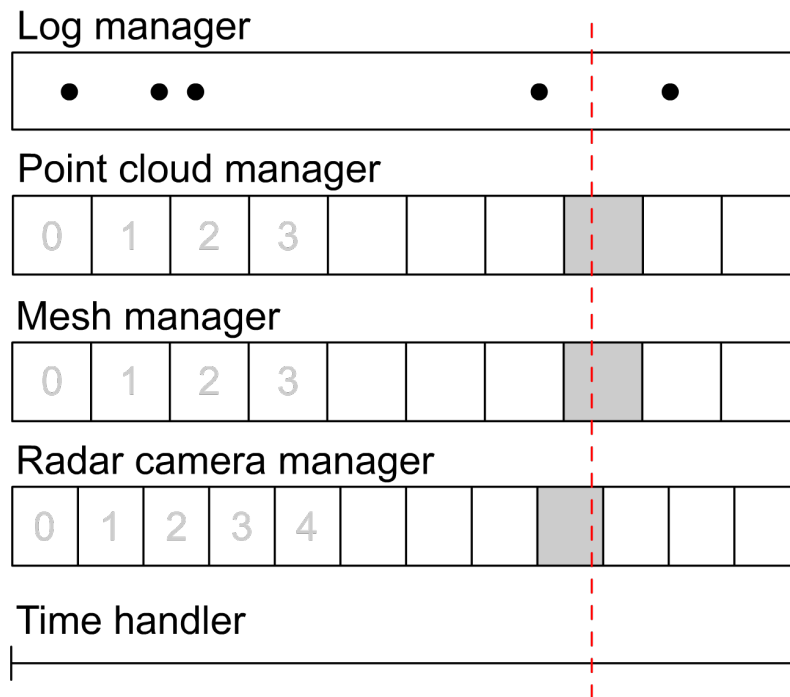 Log manager
Point cloud manager
0 1 2 3
Mesh manager
0 1 2 3
Radar camera manager
0 1 2 3 4
Time handler